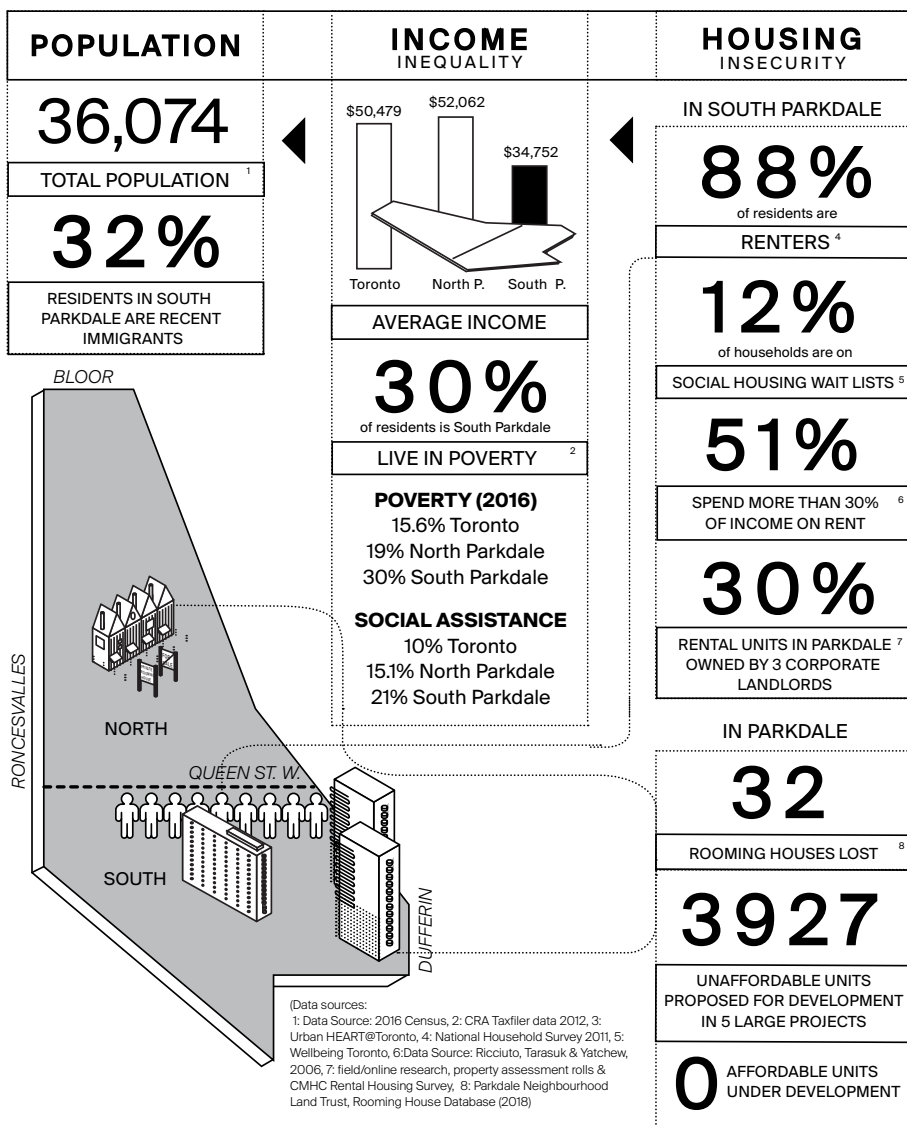 POPULATION
36,074
TOTAL POPULATION 1
32%
RESIDENTS IN SOUTH
PARKDALE ARE RECENT
IMMIGRANTS
INCOME
INEQUALITY
$50,479
$52,062
$34,752
Toronto
North P.
South P.
AVERAGE INCOME
30%
of residents is South Parkdale
LIVE IN POVERTY 2
POVERTY (2016)
15.6% Toronto
19% North Parkdale
30% South Parkdale
SOCIAL ASSISTANCE
10% Toronto
15.1% North Parkdale
21% South Parkdale
HOUSING
INSECURITY
IN SOUTH PARKDALE
88%
of residents are
RENTERS 4
12%
of households are on
SOCIAL HOUSING WAIT LISTS 5
51%
SPEND MORE THAN 30% 6
OF INCOME ON RENT
30%
RENTAL UNITS IN PARKDALE 7
OWNED BY 3 CORPORATE
LANDLORDS
IN PARKDALE
32
ROOMING HOUSES LOST 8
3927
UNAFFORDABLE UNITS
PROPOSED FOR DEVELOPMENT
IN 5 LARGE PROJECTS
0
AFFORDABLE UNITS
UNDER DEVELOPMENT
BLOOR
RONCESVALLES
NORTH
QUEEN ST. W.
SOUTH
DUFFERIN
(Data sources:
1: Data Source: 2016 Census, 2: CRA Taxfiler data 2012, 3:
Urban HEART@Toronto, 4: National Household Survey 2011, 5:
Wellbeing Toronto, 6:Data Source: Ricciuto, Tarasuk & Yatchew,
2006, 7: field/online research, property assessment rolls &
CMHC Rental Housing Survey, 8: Parkdale Neighbourhood
Land Trust, Rooming House Database (2018)